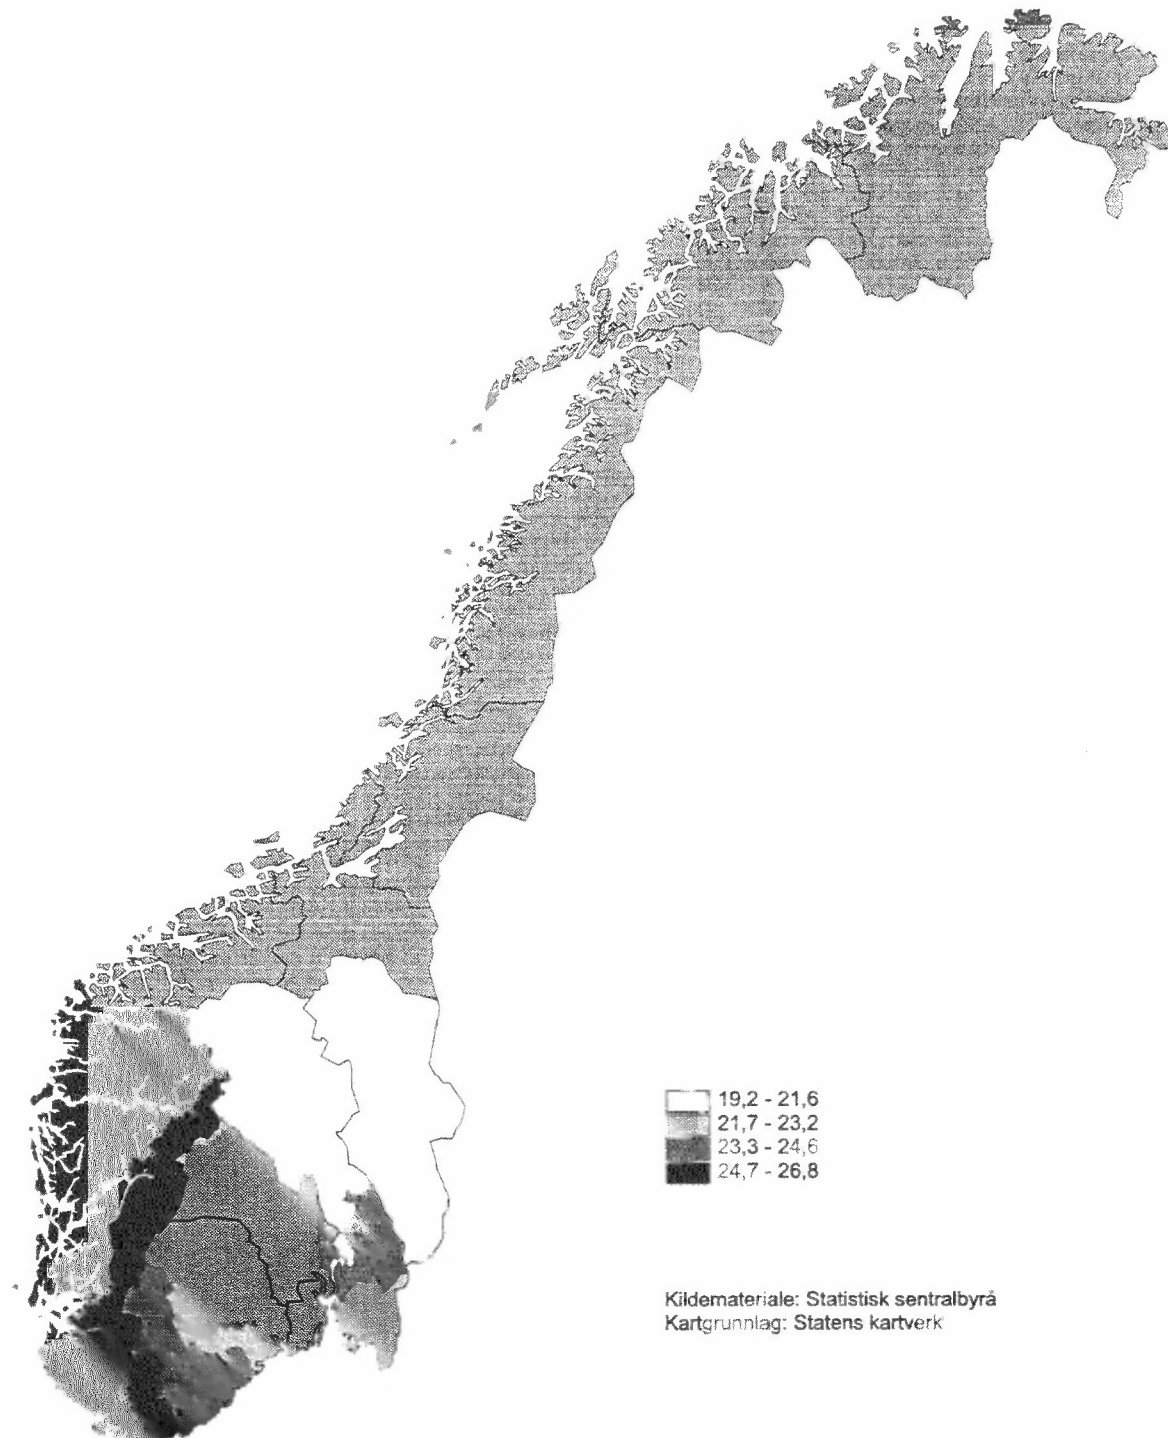 19,2 - 21,6
21,7 - 23,2
23,3 - 24,6
24,7 - 26,8
Kildemateriale: Statistisk sentralbyrå
Kartgrunnlag: Statens kartverk